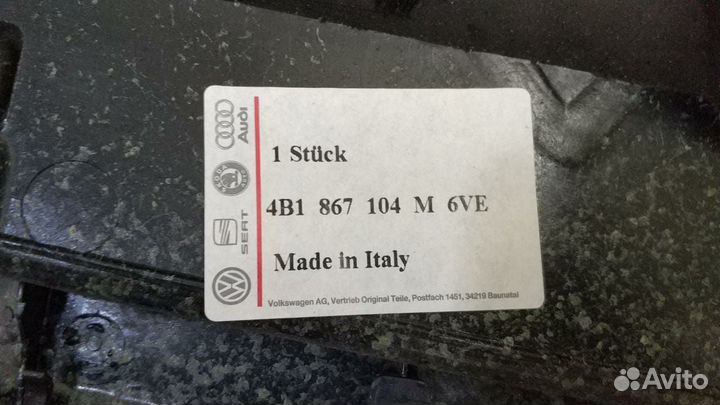 1 Stück
4B1 867 104 M 6VE
Made in Italy
Volkswagen AG, Vertrieb Original Teile, Postfach 1451, 34219 Baunatal
Audi
SKODA
SEAT
Avito